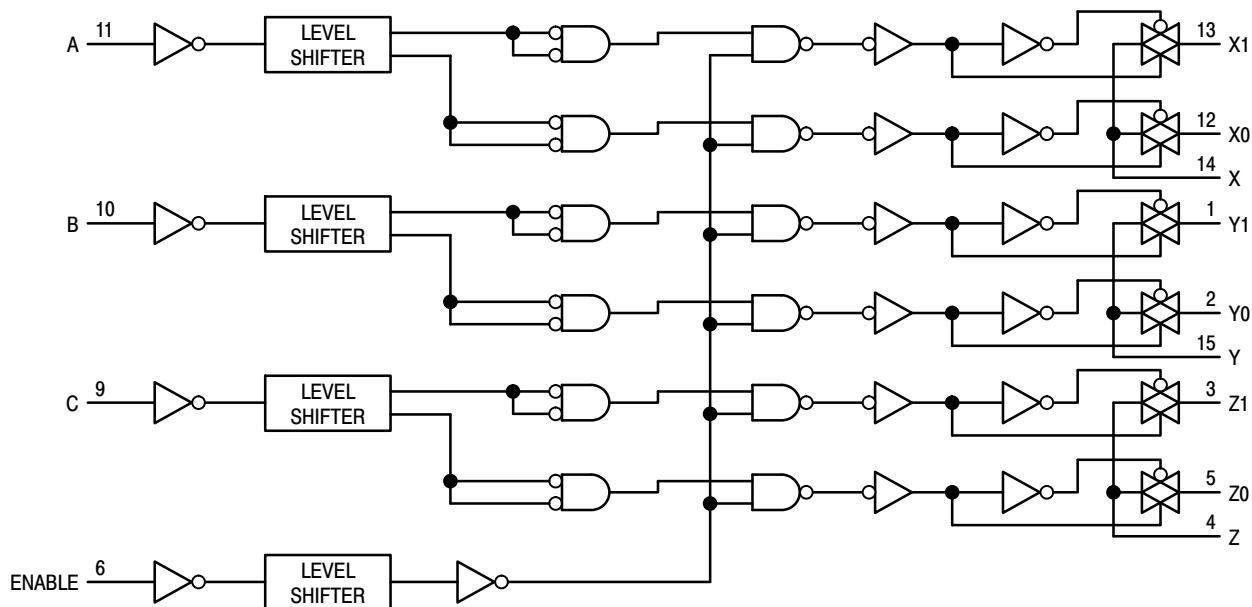 A 11 LEVEL SHIFTER 13 X1
12 X0
14 X
B 10 LEVEL SHIFTER 1 Y1
2 Y0
15 Y
C 9 LEVEL SHIFTER 3 Z1
5 Z0
4 Z
ENABLE 6 LEVEL SHIFTER